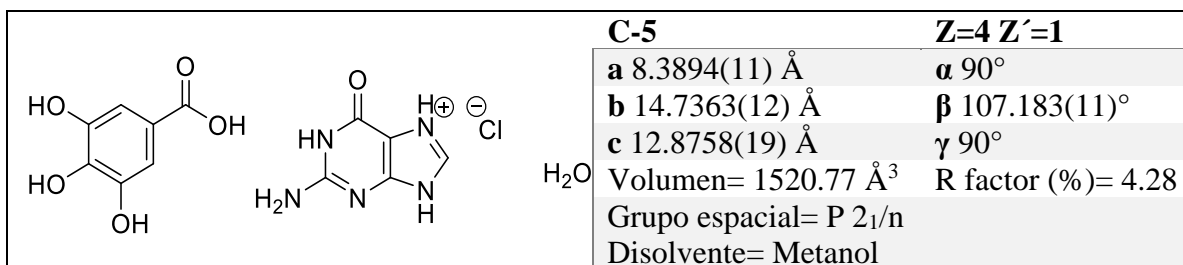 C-5 Z=4 Z´=1
a 8.3894(11) Å α 90°
b 14.7363(12) Å β 107.183(11)°
c 12.8758(19) Å γ 90°
Volumen= 1520.77 Å³ R factor (%)= 4.28
Grupo espacial= P 2₁/n
Disolvente= Metanol
O
HO
OH
HO
OH
O
HN
H
N
⊕
⊖
Cl
H₂N
N
N
H
H₂O